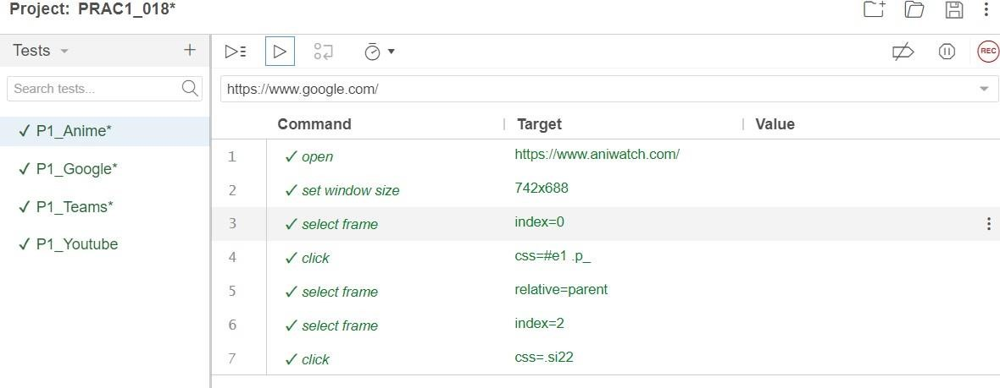 Project: PRAC1_018*
Tests
REC
Search tests...
https://www.google.com/
Command Target Value
P1_Anime*
P1_Google*
P1_Teams*
P1_Youtube
1 open https://www.aniwatch.com/
2 set window size 742x688
3 select frame index=0
4 click css=#e1 .p_
5 select frame relative=parent
6 select frame index=2
7 click css=.si22